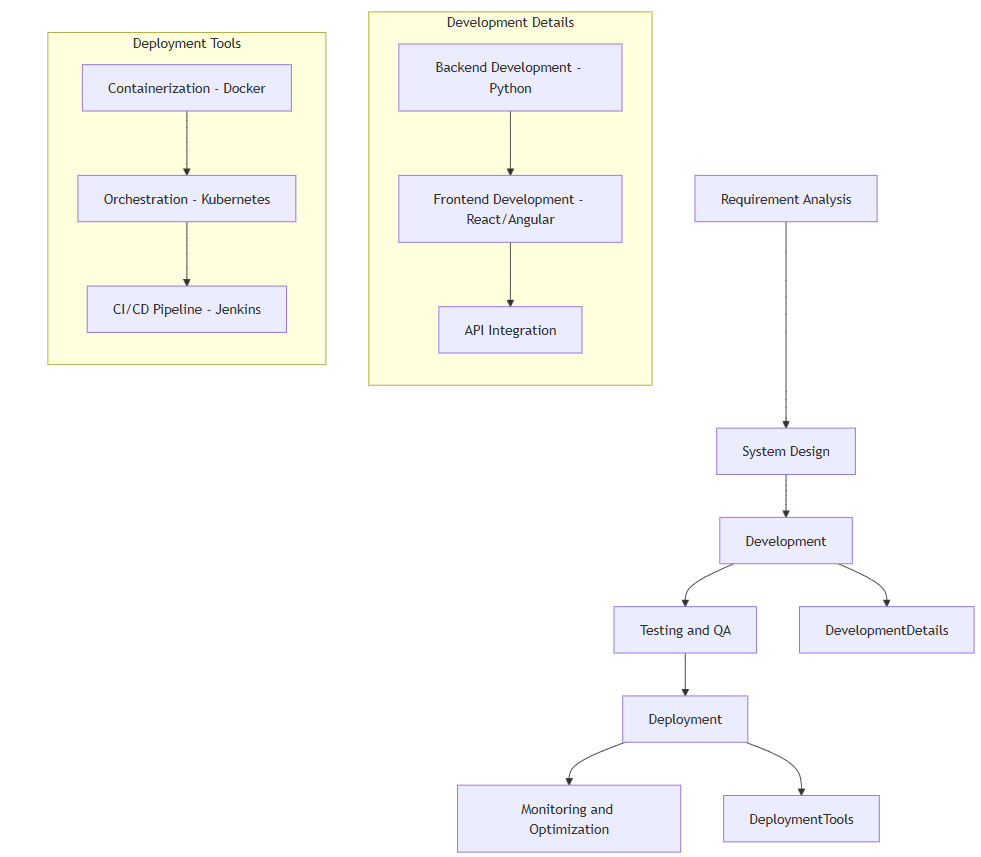 Deployment Tools
Containerization - Docker
Orchestration - Kubernetes
CI/CD Pipeline - Jenkins
Development Details
Backend Development -
Python
Frontend Development -
React/Angular
API Integration
Requirement Analysis
System Design
Development
Testing and QA
DevelopmentDetails
Deployment
Monitoring and
Optimization
DeploymentTools